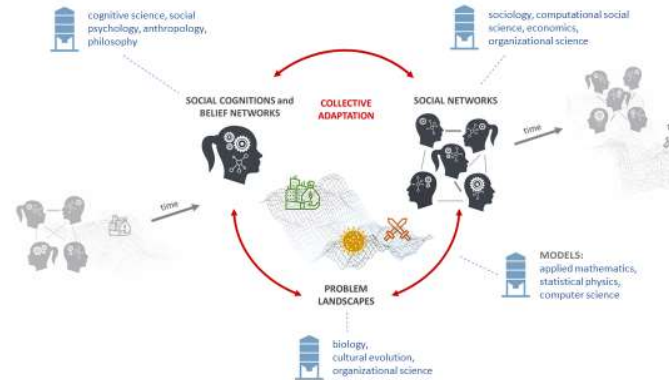 cognitive science, social
psychology, anthropology,
philosophy
sociology, computational social
science, economics,
organizational science
SOCIAL COGNITIONS and
BELIEF NETWORKS
COLLECTIVE
ADAPTATION
SOCIAL NETWORKS
time
time
MODELS:
applied mathematics,
statistical physics,
computer science
PROBLEM
LANDSCAPES
biology,
cultural evolution,
organizational science